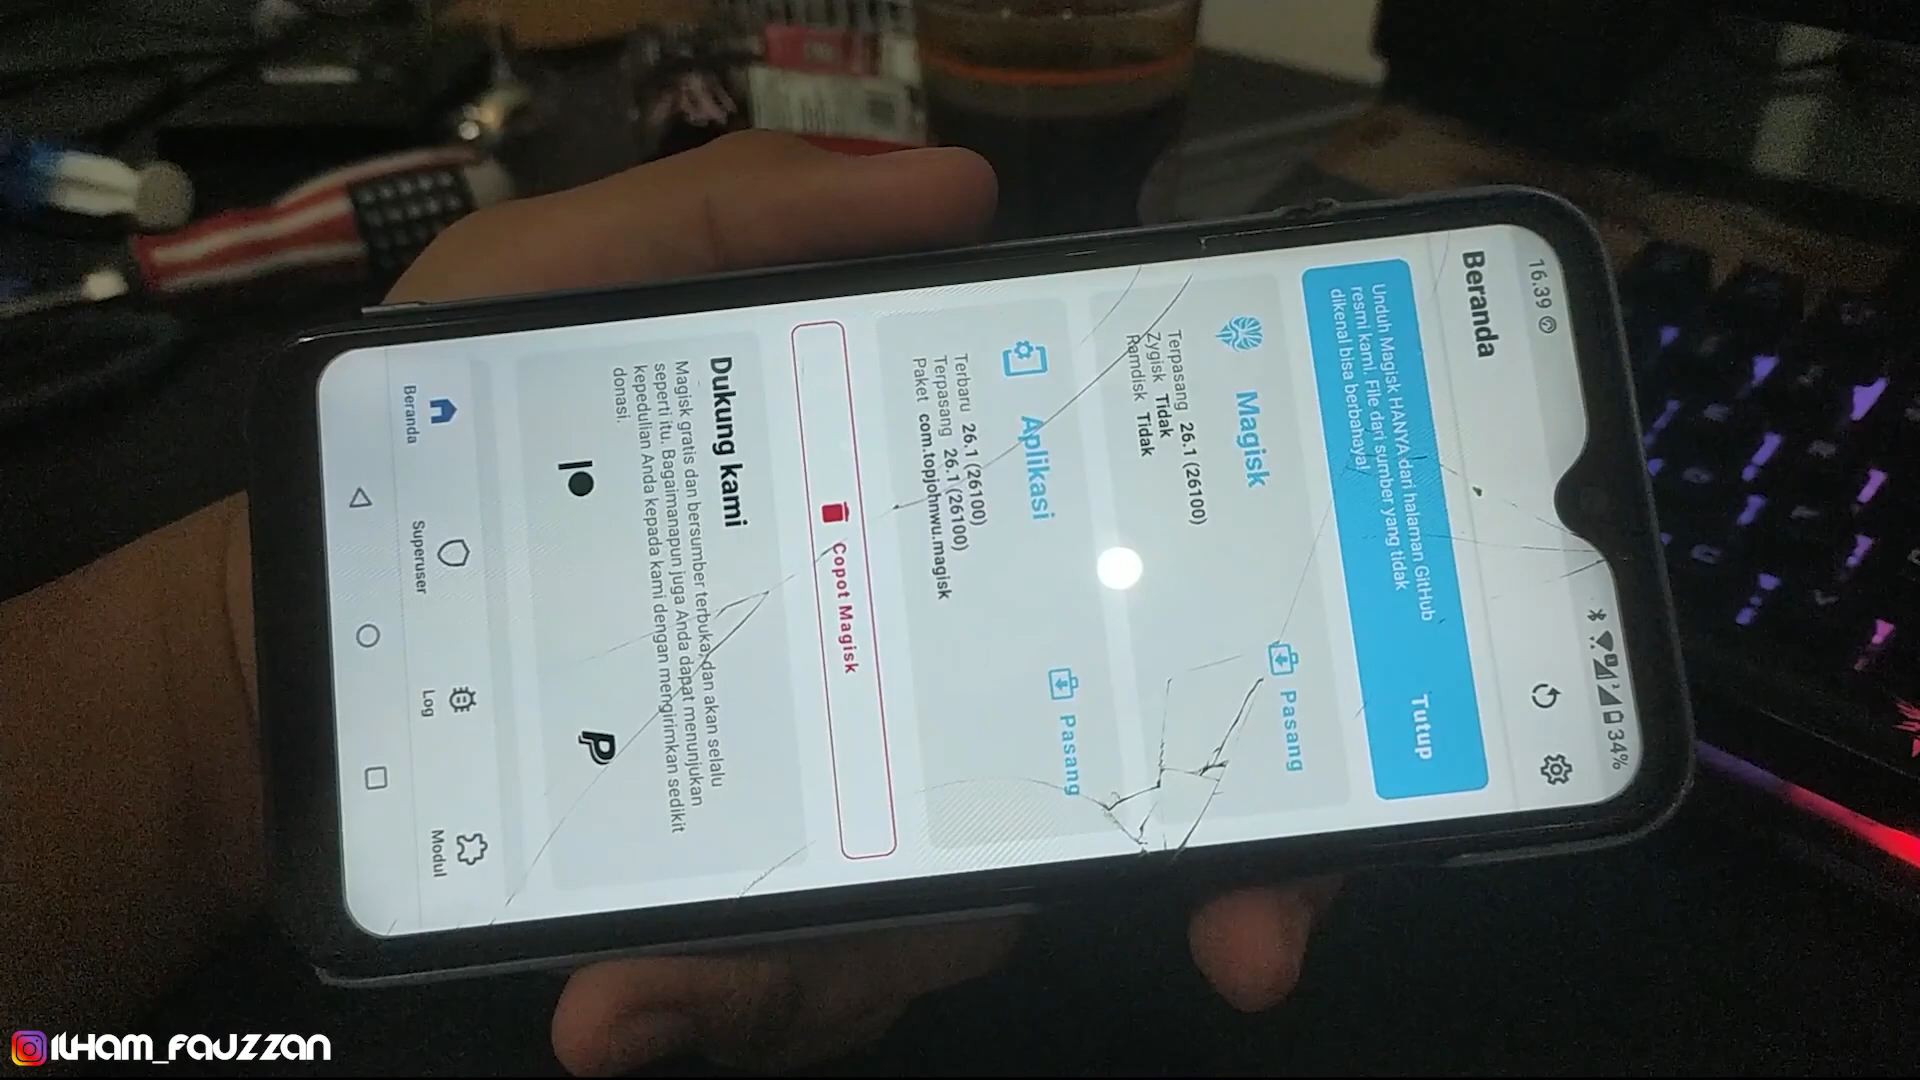 16.39
34%
Beranda
Unduh Magisk HANYA dari halaman GitHub
resmi kami. File dari sumber yang tidak
dikenal bisa berbahaya!
Tutup
Magisk
Pasang
Terpasang 26.1 (26100)
Zygisk Tidak
Ramdisk Tidak
Aplikasi
Pasang
Terbaru 26.1 (26100)
Terpasang 26.1 (26100)
Paket com.topjohnwu.magisk
Copot Magisk
Dukung kami
Magisk gratis dan bersumber terbuka, dan akan selalu
seperti itu. Bagaimanapun juga Anda dapat menunjukan
kepedulian Anda kepada kami dengan mengirimkan sedikit
donasi.
Beranda
Superuser
Log
Modul
ILHAM_FAUZZAN